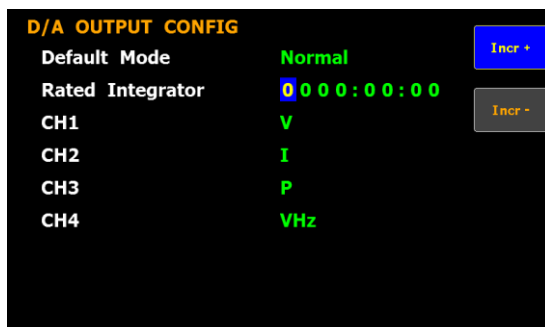 D/A OUTPUT CONFIG
Default Mode Normal
Incr +
Rated Integrator 0000:00:00
Incr -
CH1 V
CH2 I
CH3 P
CH4 VHz